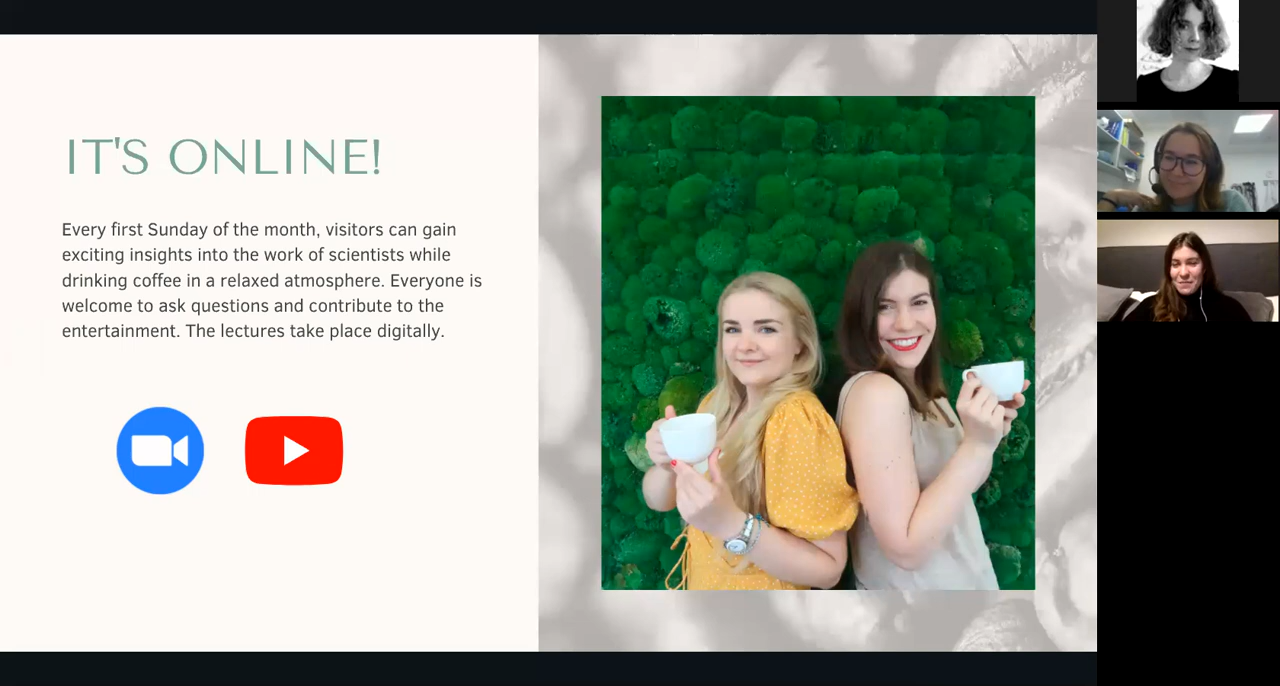 IT'S ONLINE!
Every first Sunday of the month, visitors can gain
exciting insights into the work of scientists while
drinking coffee in a relaxed atmosphere. Everyone is
welcome to ask questions and contribute to the
entertainment. The lectures take place digitally.